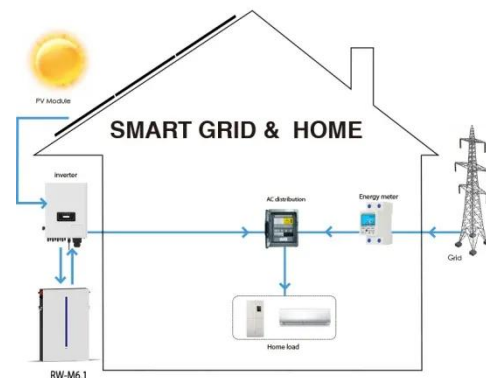 PV Module
SMART GRID & HOME
Inverter
AC distribution
Energy meter
Grid
Home load
RW-M6.1